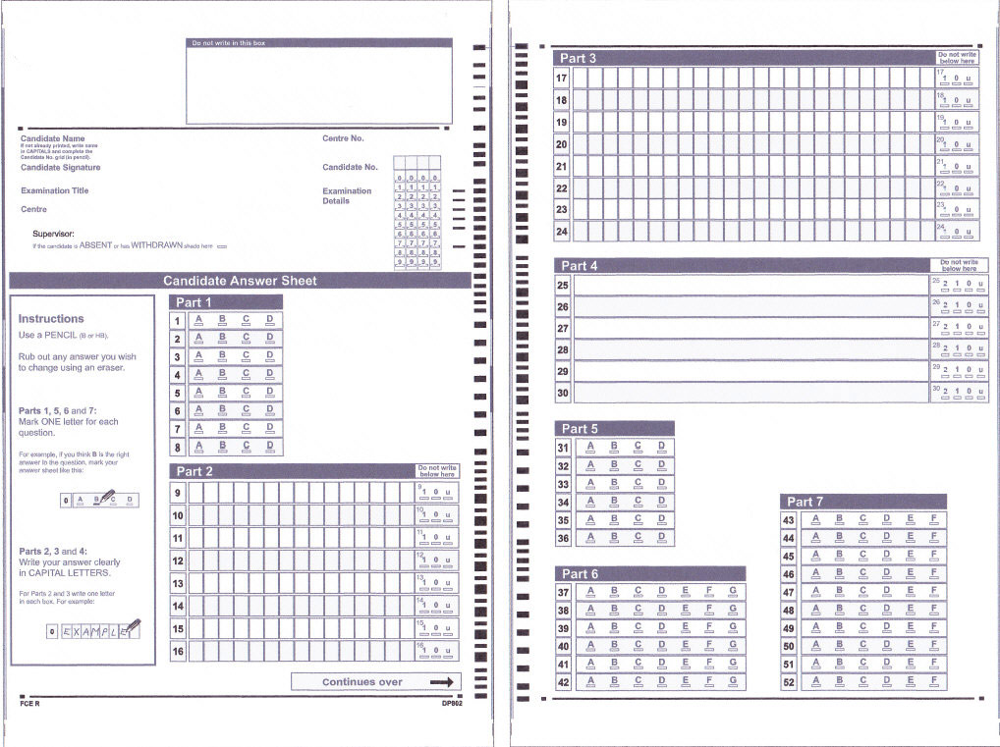 Do not write in this box
Candidate Name
If not already printed, write name
in CAPITALS and complete the
Candidate No. grid (in pencil).
Candidate Signature
Examination Title
Centre
Supervisor:
If the candidate is ABSENT or has WITHDRAWN shade here
Centre No.
Candidate No.
Examination
Details
0 0 0 0
1 1 1 1
2 2 2 2
3 3 3 3
4 4 4 4
5 5 5 5
6 6 6 6
7 7 7 7
8 8 8 8
9 9 9 9
Candidate Answer Sheet
Instructions
Use a PENCIL (B or HB).
Rub out any answer you wish
to change using an eraser.
Parts 1, 5, 6 and 7:
Mark ONE letter for each
question.
For example, if you think B is the right
answer to the question, mark your
answer sheet like this:
0 A B C D
Parts 2, 3 and 4:
Write your answer clearly
in CAPITAL LETTERS.
For Parts 2 and 3 write one letter
in each box. For example:
0 EXAMPLE
Part 1
1 A B C D
2 A B C D
3 A B C D
4 A B C D
5 A B C D
6 A B C D
7 A B C D
8 A B C D
Part 2
Do not write
below here
9 9 1 0 u
10 10 1 0 u
11 11 1 0 u
12 12 1 0 u
13 13 1 0 u
14 14 1 0 u
15 15 1 0 u
16 16 1 0 u
Continues over
FCE R
DP802
Part 3
Do not write
below here
17 17 1 0 u
18 18 1 0 u
19 19 1 0 u
20 20 1 0 u
21 21 1 0 u
22 22 1 0 u
23 23 1 0 u
24 24 1 0 u
Part 4
Do not write
below here
25 25 2 1 0 u
26 26 2 1 0 u
27 27 2 1 0 u
28 28 2 1 0 u
29 29 2 1 0 u
30 30 2 1 0 u
Part 5
31 A B C D
32 A B C D
33 A B C D
34 A B C D
35 A B C D
36 A B C D
Part 6
37 A B C D E F G
38 A B C D E F G
39 A B C D E F G
40 A B C D E F G
41 A B C D E F G
42 A B C D E F G
Part 7
43 A B C D E F
44 A B C D E F
45 A B C D E F
46 A B C D E F
47 A B C D E F
48 A B C D E F
49 A B C D E F
50 A B C D E F
51 A B C D E F
52 A B C D E F